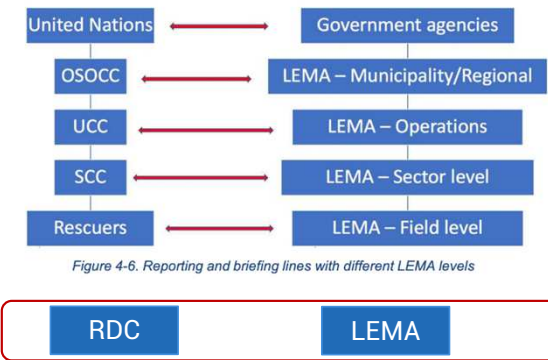 United Nations Government agencies
OSOCC LEMA – Municipality/Regional
UCC LEMA – Operations
SCC LEMA – Sector level
Rescuers LEMA – Field level
Figure 4-6. Reporting and briefing lines with different LEMA levels
RDC LEMA